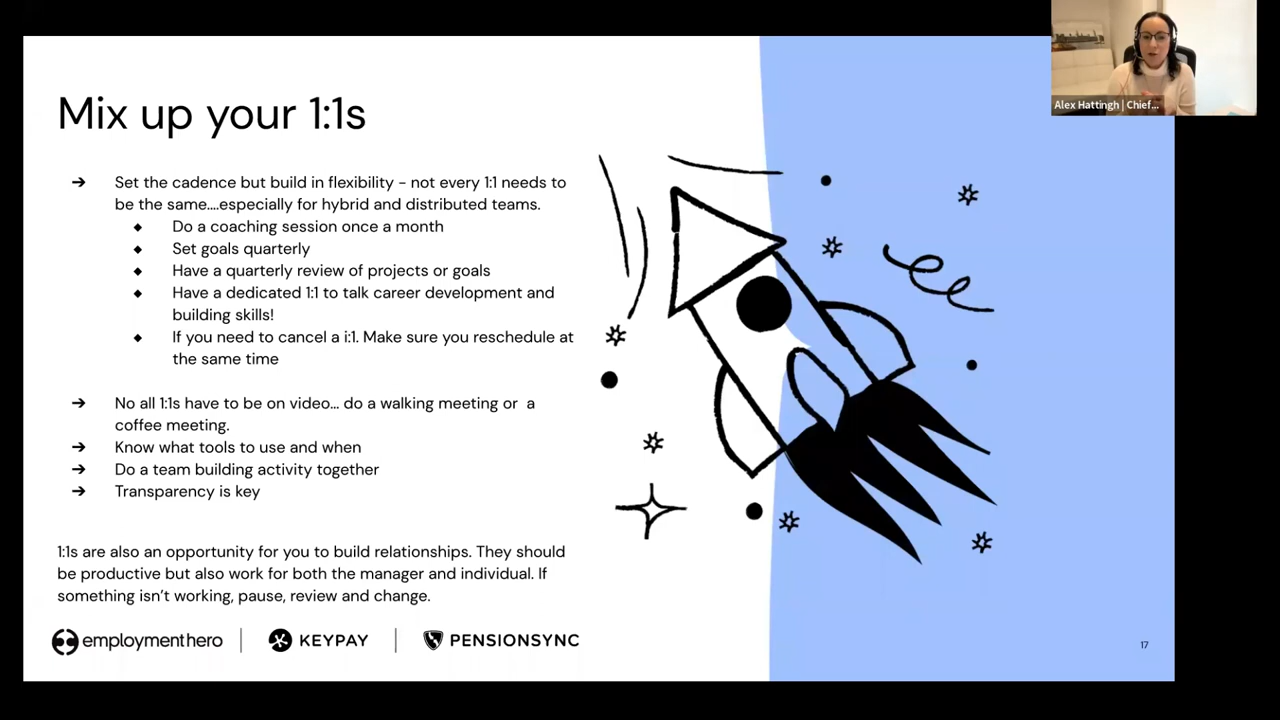 Mix up your 1:1s
➔ Set the cadence but build in flexibility - not every 1:1 needs to
be the same....especially for hybrid and distributed teams.
◆ Do a coaching session once a month
◆ Set goals quarterly
◆ Have a quarterly review of projects or goals
◆ Have a dedicated 1:1 to talk career development and
building skills!
◆ If you need to cancel a i:1. Make sure you reschedule at
the same time
➔ No all 1:1s have to be on video... do a walking meeting or a
coffee meeting.
➔ Know what tools to use and when
➔ Do a team building activity together
➔ Transparency is key
1:1s are also an opportunity for you to build relationships. They should
be productive but also work for both the manager and individual. If
something isn't working, pause, review and change.
employmenthero | KEYPAY | PENSIONSYNC
17
Alex Hattingh | Chief...